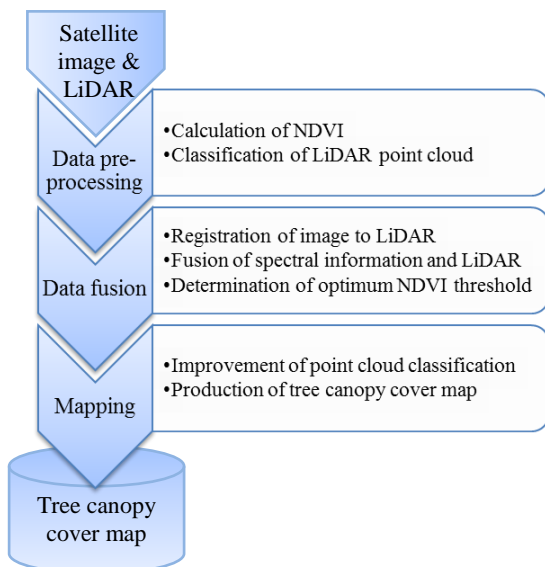 Satellite
image &
LiDAR
Data pre-
processing
•Calculation of NDVI
•Classification of LiDAR point cloud
Data fusion
•Registration of image to LiDAR
•Fusion of spectral information and LiDAR
•Determination of optimum NDVI threshold
Mapping
•Improvement of point cloud classification
•Production of tree canopy cover map
Tree canopy
cover map